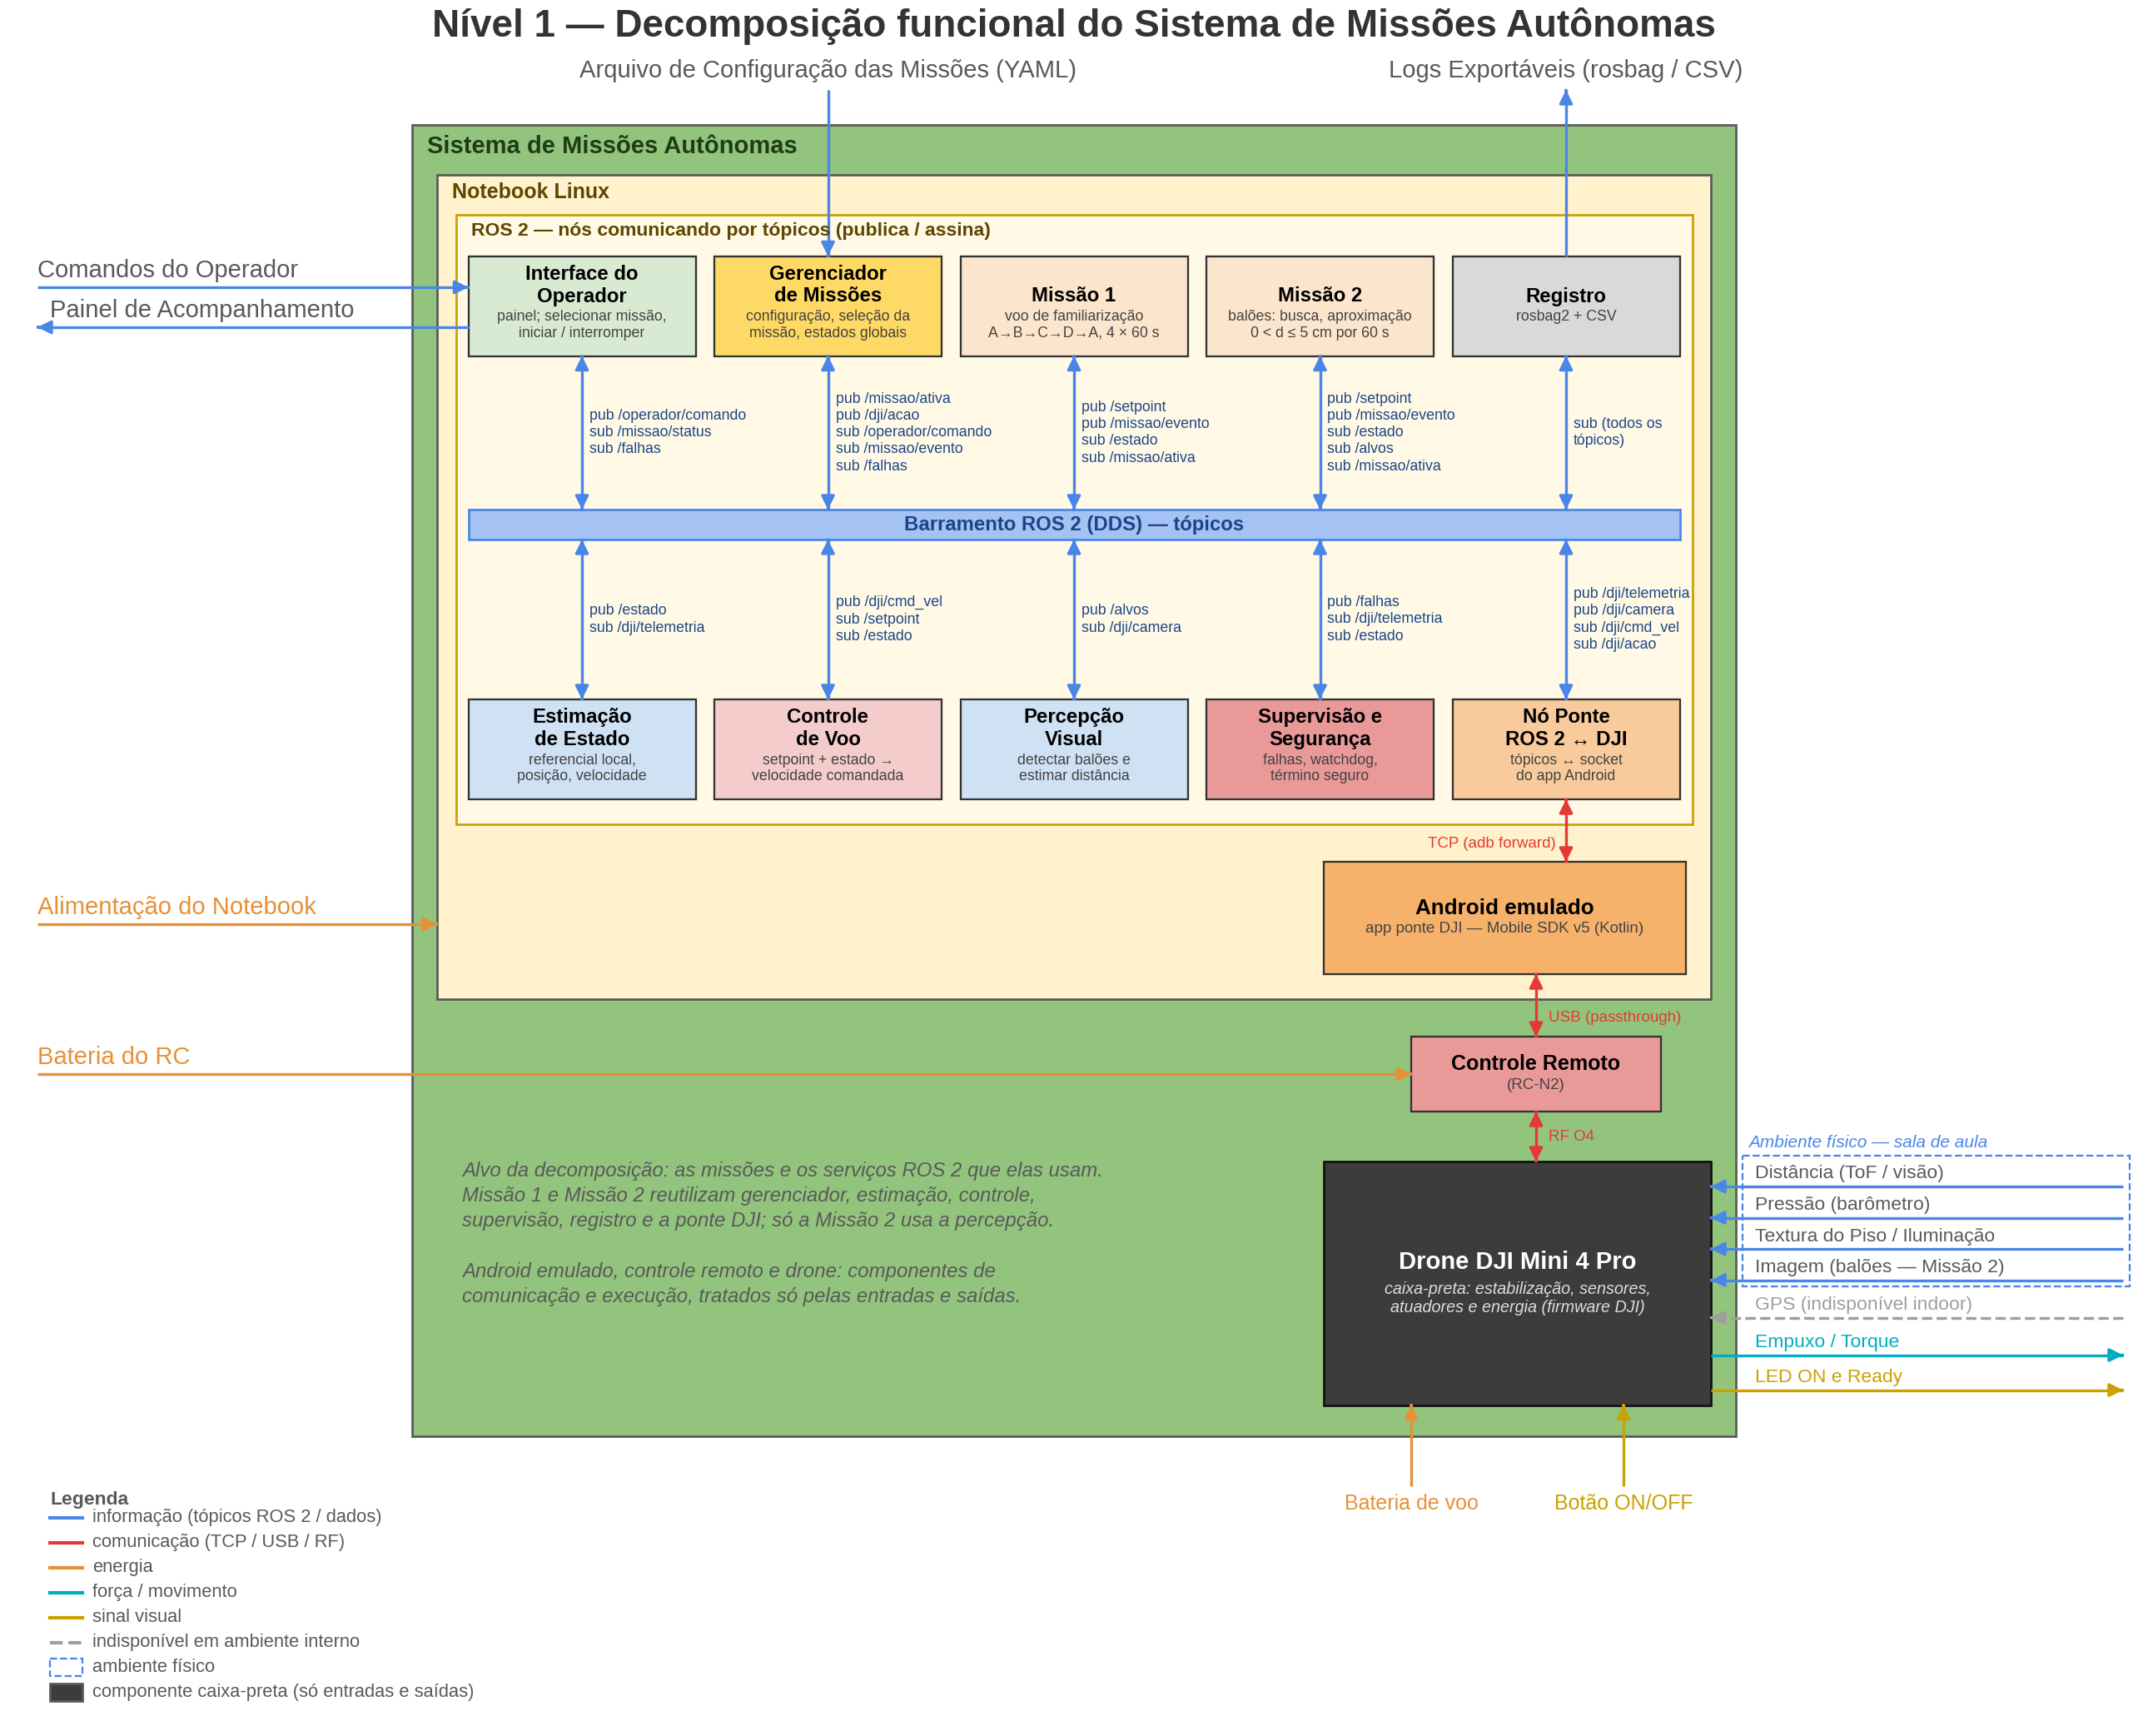 Nível 1 — Decomposição funcional do Sistema de Missões Autônomas
Arquivo de Configuração das Missões (YAML)
Logs Exportáveis (rosbag / CSV)
Sistema de Missões Autônomas
Notebook Linux
ROS 2 — nós comunicando por tópicos (publica / assina)
Comandos do Operador
Painel de Acompanhamento
Interface do
Operador
painel; selecionar missão,
iniciar / interromper
Gerenciador
de Missões
configuração, seleção da
missão, estados globais
Missão 1
voo de familiarização
A→B→C→D→A, 4 × 60 s
Missão 2
balões: busca, aproximação
0 < d ≤ 5 cm por 60 s
Registro
rosbag2 + CSV
pub /operador/comando
sub /missao/status
sub /falhas
pub /missao/ativa
pub /dji/acao
sub /operador/comando
sub /missao/evento
sub /falhas
pub /setpoint
pub /missao/evento
sub /estado
sub /missao/ativa
pub /setpoint
pub /missao/evento
sub /estado
sub /alvos
sub /missao/ativa
sub (todos os
tópicos)
Barramento ROS 2 (DDS) — tópicos
pub /estado
sub /dji/telemetria
pub /dji/cmd_vel
sub /setpoint
sub /estado
pub /alvos
sub /dji/camera
pub /falhas
sub /dji/telemetria
sub /estado
pub /dji/telemetria
pub /dji/camera
sub /dji/cmd_vel
sub /dji/acao
Estimação
de Estado
referencial local,
posição, velocidade
Controle
de Voo
setpoint + estado →
velocidade comandada
Percepção
Visual
detectar balões e
estimar distância
Supervisão e
Segurança
falhas, watchdog,
término seguro
Nó Ponte
ROS 2 ↔ DJI
tópicos ↔ socket
do app Android
TCP (adb forward)
Alimentação do Notebook
Android emulado
app ponte DJI — Mobile SDK v5 (Kotlin)
USB (passthrough)
Bateria do RC
Controle Remoto
(RC-N2)
RF O4
Alvo da decomposição: as missões e os serviços ROS 2 que elas usam.
Missão 1 e Missão 2 reutilizam gerenciador, estimação, controle,
supervisão, registro e a ponte DJI; só a Missão 2 usa a percepção.
Android emulado, controle remoto e drone: componentes de
comunicação e execução, tratados só pelas entradas e saídas.
Drone DJI Mini 4 Pro
caixa-preta: estabilização, sensores,
atuadores e energia (firmware DJI)
Ambiente físico — sala de aula
Distância (ToF / visão)
Pressão (barômetro)
Textura do Piso / Iluminação
Imagem (balões — Missão 2)
GPS (indisponível indoor)
Empuxo / Torque
LED ON e Ready
Bateria de voo
Botão ON/OFF
Legenda
informação (tópicos ROS 2 / dados)
comunicação (TCP / USB / RF)
energia
força / movimento
sinal visual
indisponível em ambiente interno
ambiente físico
componente caixa-preta (só entradas e saídas)